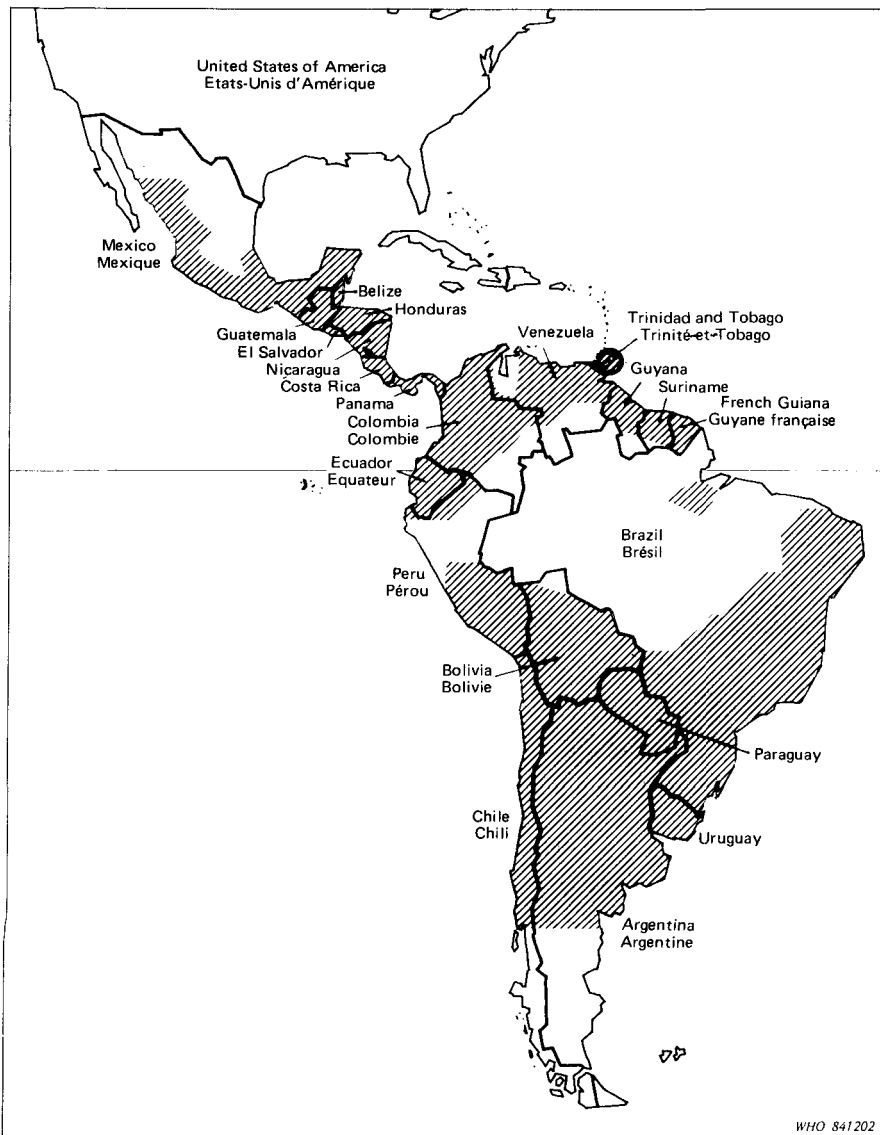 United States of America
Etats-Unis d'Amérique
Mexico
Mexique
Belize
Honduras
Guatemala
El Salvador
Nicaragua
Costa Rica
Panama
Colombia
Colombie
Venezuela
Trinidad and Tobago
Trinité-et-Tobago
Guyana
Suriname
French Guiana
Guyane française
Ecuador
Equateur
Brazil
Brésil
Peru
Pérou
Bolivia
Bolivie
Paraguay
Chile
Chili
Uruguay
Argentina
Argentine
WHO 841202